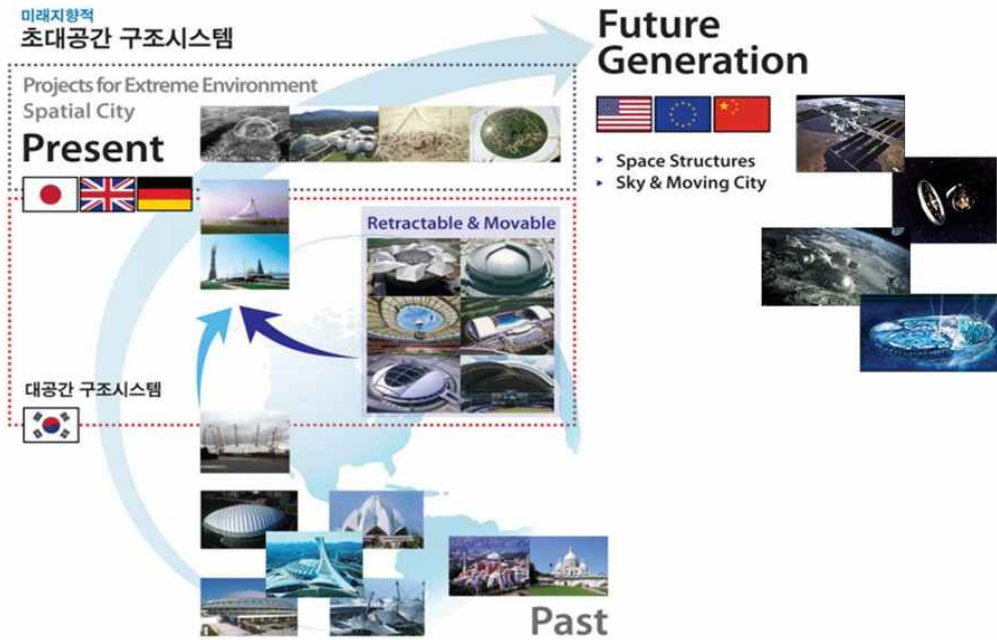 미래지향적
초대공간 구조시스템
Projects for Extreme Environment
Spatial City
Present
Future
Generation
▸ Space Structures
▸ Sky & Moving City
Retractable & Movable
대공간 구조시스템
Past